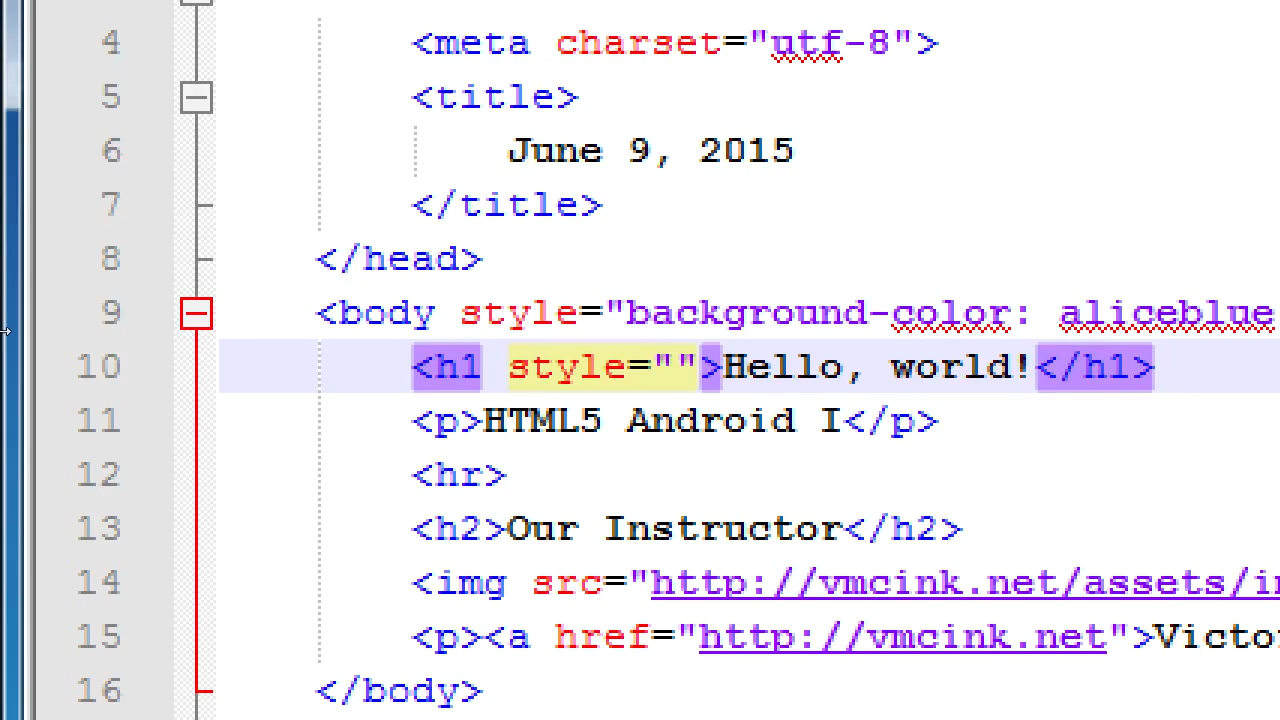 4 <meta charset="utf-8">
5 <title>
6 June 9, 2015
7 </title>
8 </head>
9 <body style="background-color: aliceblue
10 <h1 style="">Hello, world!</h1>
11 <p>HTML5 Android I</p>
12 <hr>
13 <h2>Our Instructor</h2>
14 <img src="http://vmcink.net/assets/i
15 <p><a href="http://vmcink.net">Victo
16 </body>